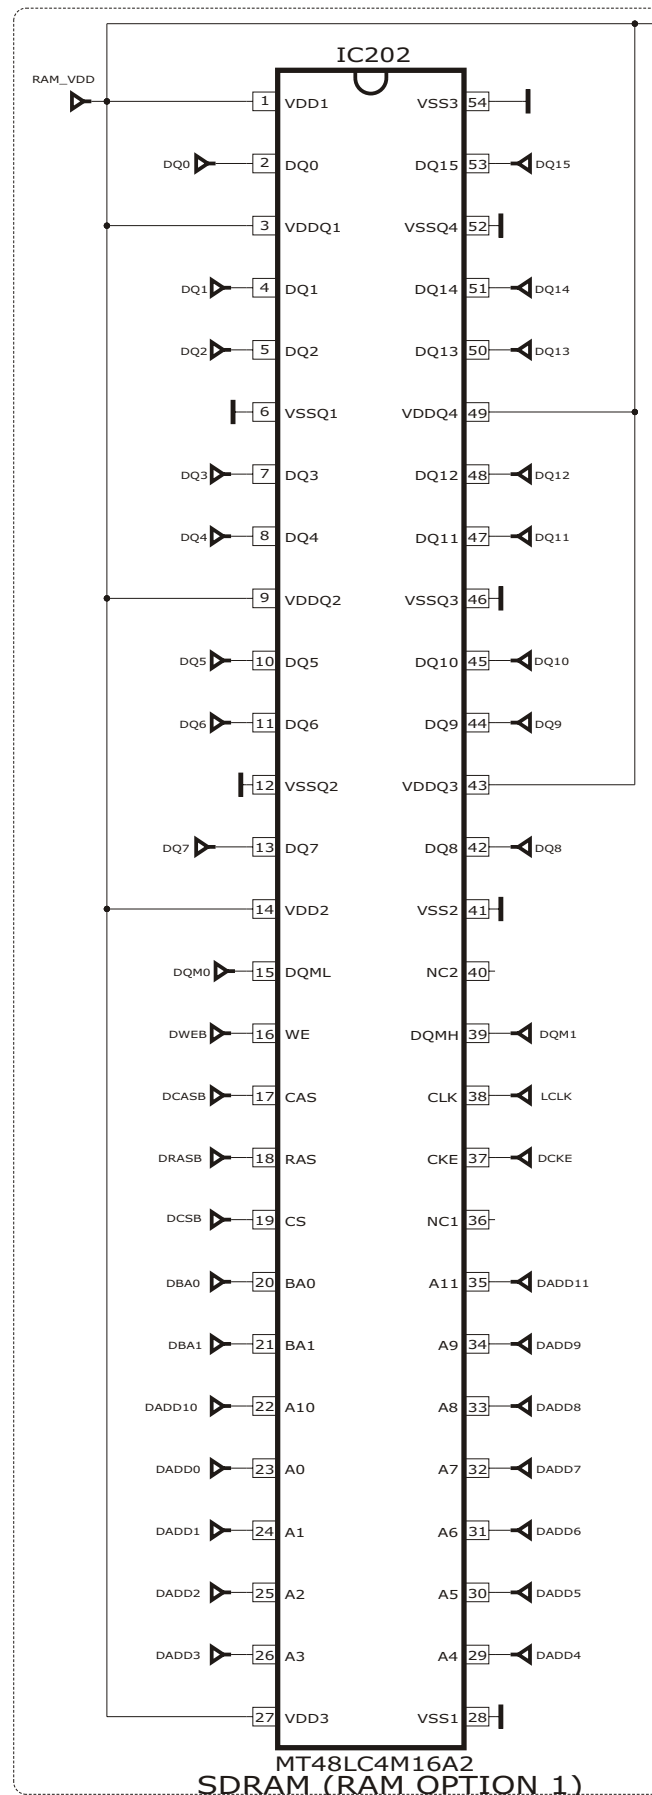 IC202
RAM_VDD
1 VDD1 VSS3 54
DQ0 2 DQ0 DQ15 53 DQ15
3 VDDQ1 VSSQ4 52
DQ1 4 DQ1 DQ14 51 DQ14
DQ2 5 DQ2 DQ13 50 DQ13
6 VSSQ1 VDDQ4 49
DQ3 7 DQ3 DQ12 48 DQ12
DQ4 8 DQ4 DQ11 47 DQ11
9 VDDQ2 VSSQ3 46
DQ5 10 DQ5 DQ10 45 DQ10
DQ6 11 DQ6 DQ9 44 DQ9
12 VSSQ2 VDDQ3 43
DQ7 13 DQ7 DQ8 42 DQ8
14 VDD2 VSS2 41
DQM0 15 DQML NC2 40
DWEB 16 WE DQMH 39 DQM1
DCASB 17 CAS CLK 38 LCLK
DRASB 18 RAS CKE 37 DCKE
DCSB 19 CS NC1 36
DBA0 20 BA0 A11 35 DADD11
DBA1 21 BA1 A9 34 DADD9
DADD10 22 A10 A8 33 DADD8
DADD0 23 A0 A7 32 DADD7
DADD1 24 A1 A6 31 DADD6
DADD2 25 A2 A5 30 DADD5
DADD3 26 A3 A4 29 DADD4
27 VDD3 VSS1 28
MT48LC4M16A2
SDRAM (RAM OPTION 1)